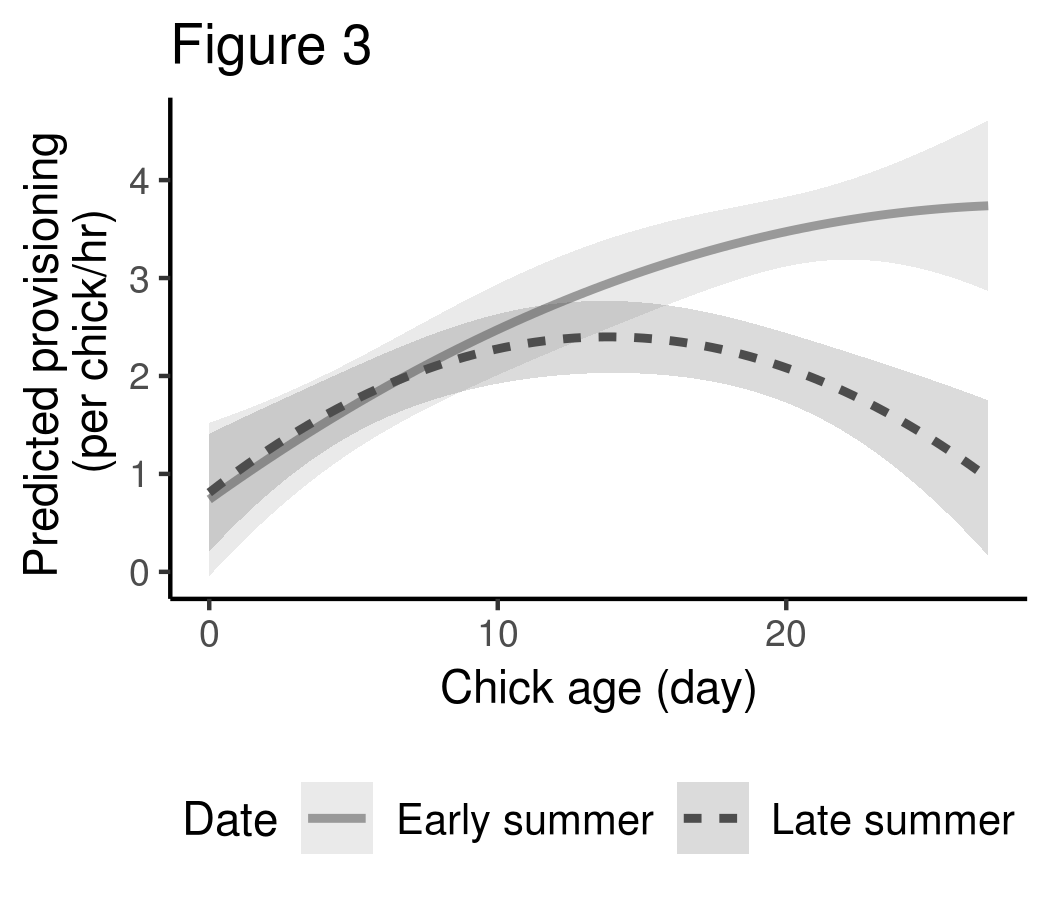 Figure 3
Predicted provisioning
(per chick/hr)
4
3
2
1
0
0 10 20
Chick age (day)
Date Early summer Late summer